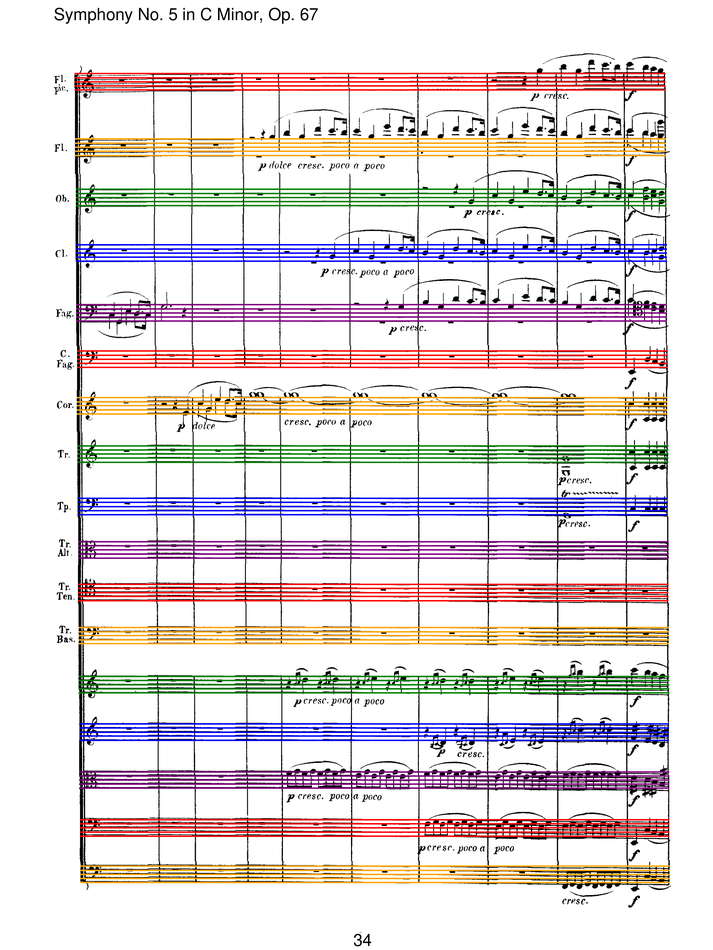 Symphony No. 5 in C Minor, Op. 67
Fl.
pic.
p cresc.
f
Fl.
p dolce cresc. poco a poco
f
Ob.
p cresc.
f
Cl.
p cresc. poco a poco
f
Fag.
p cresc.
f
C.
Fag.
f
Cor.
p dolce
cresc. poco a poco
f
Tr.
p cresc.
f
tr
Tp.
p cresc.
f
Tr.
Alt.
Tr.
Ten.
Tr.
Bas.
p cresc. poco a poco
f
p cresc.
f
p cresc. poco a poco
f
p cresc. poco a poco
f
cresc.
f
34